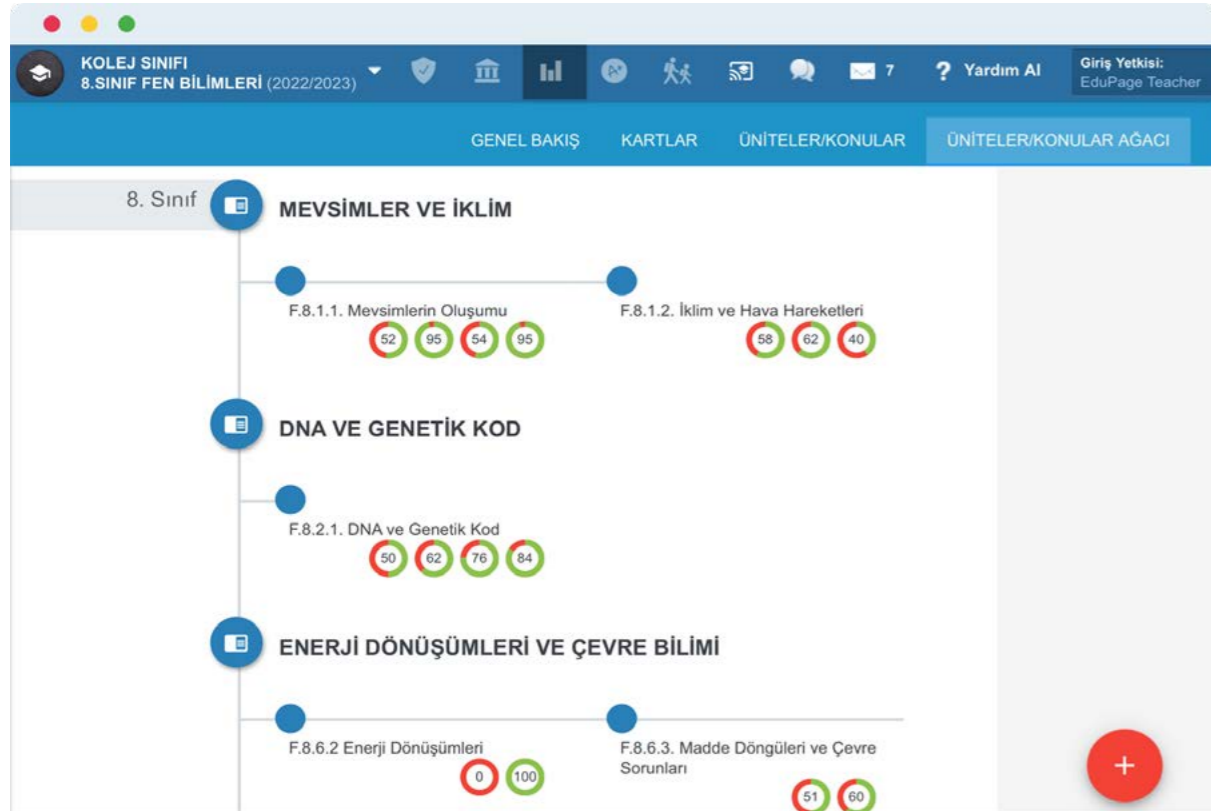 KOLEJ SINIFI
8.SINIF FEN BİLİMLERİ (2022/2023)
7
? Yardım Al
Giriş Yetkisi:
EduPage Teacher
GENEL BAKIŞ
KARTLAR
ÜNİTELER/KONULAR
ÜNİTELER/KONULAR AĞACI
8. Sınıf
MEVSİMLER VE İKLİM
F.8.1.1. Mevsimlerin Oluşumu
52 95 54 95
F.8.1.2. İklim ve Hava Hareketleri
58 62 40
DNA VE GENETİK KOD
F.8.2.1. DNA ve Genetik Kod
50 62 76 84
ENERJİ DÖNÜŞÜMLERİ VE ÇEVRE BİLİMİ
F.8.6.2 Enerji Dönüşümleri
0 100
F.8.6.3. Madde Döngüleri ve Çevre
Sorunları
51 60
+